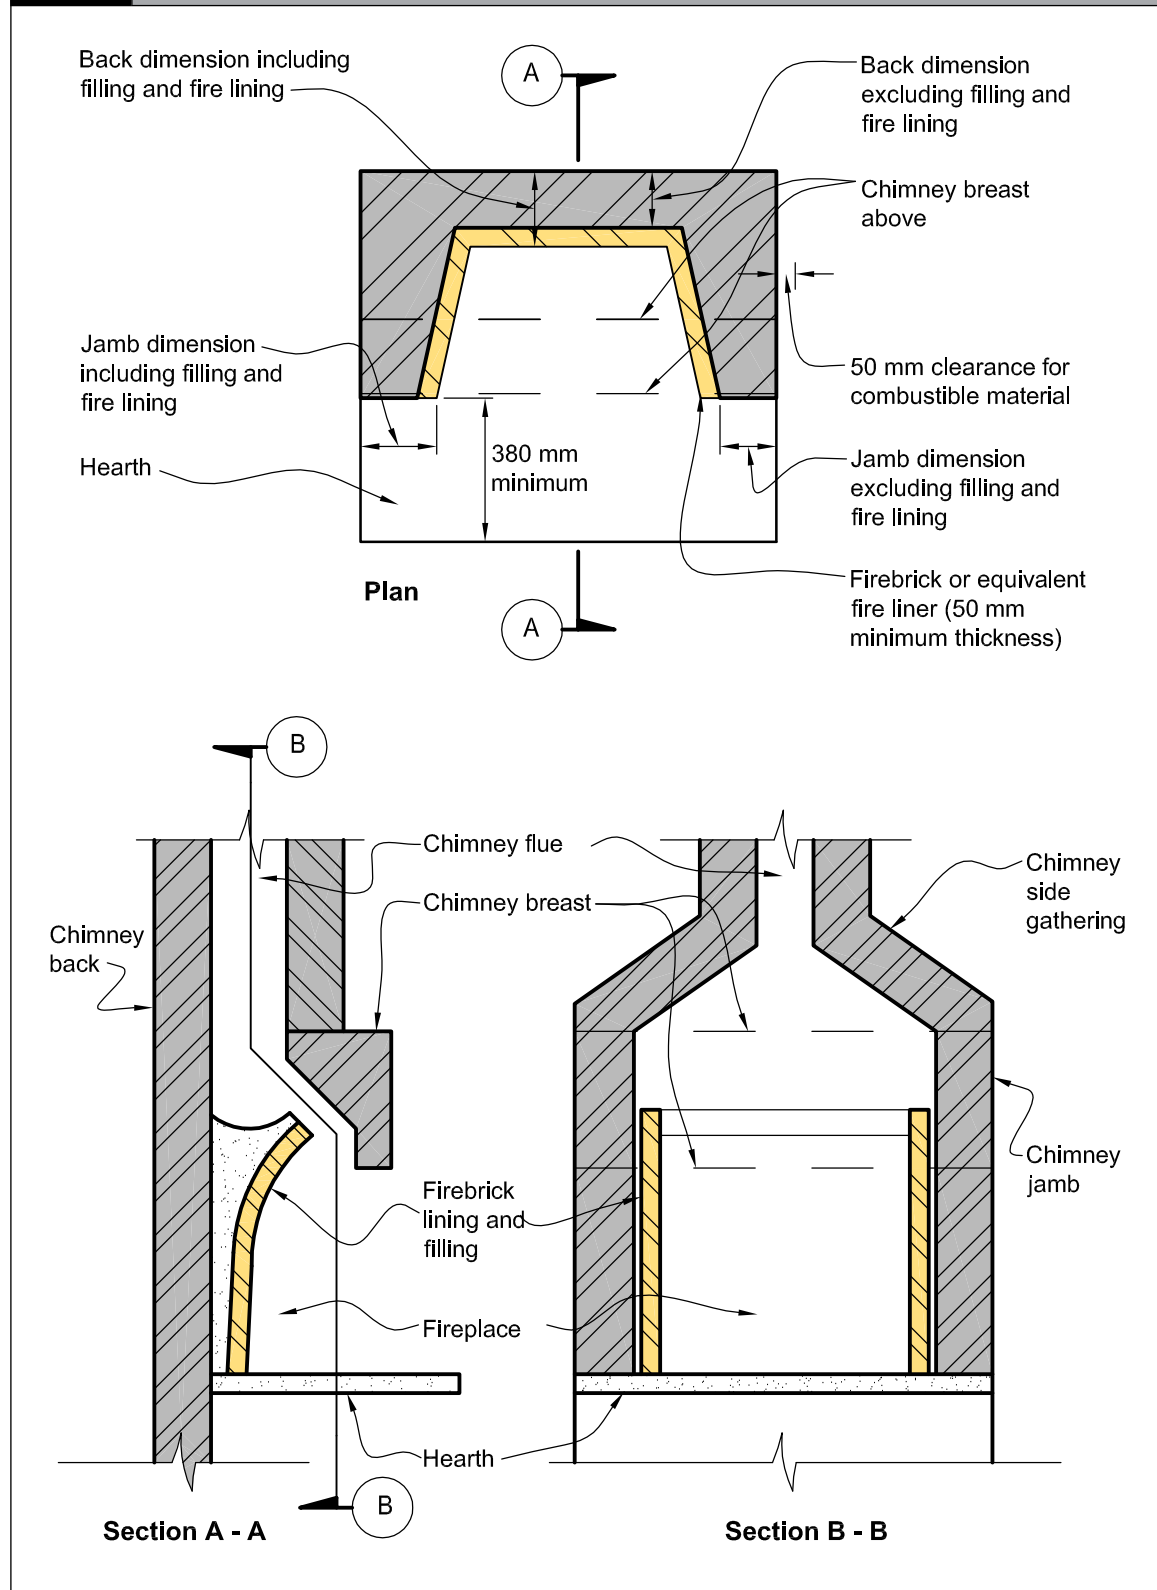 Back dimension including
filling and fire lining
A
Back dimension
excluding filling and
fire lining
Chimney breast
above
Jamb dimension
including filling and
fire lining
50 mm clearance for
combustible material
Hearth
380 mm
minimum
Jamb dimension
excluding filling and
fire lining
Plan
Firebrick or equivalent
fire liner (50 mm
minimum thickness)
A
B
Chimney flue
Chimney breast
Chimney
side
gathering
Chimney
back
Firebrick
lining and
filling
Chimney
jamb
Fireplace
Hearth
B
Section A - A
Section B - B